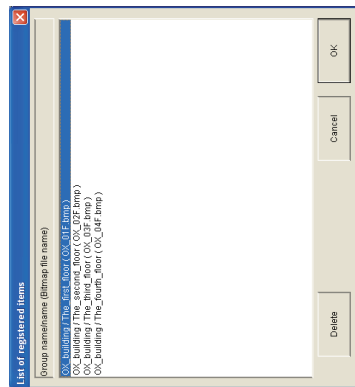 List of registered items
Group name/name (Bitmap file name)
OX_building / The_first_floor ( OX_01F.bmp )
OX_building / The_second_floor ( OX_02F.bmp )
OX_building / The_third_floor ( OX_03F.bmp )
OX_building / The_fourth_floor ( OX_04F.bmp )
Delete
Cancel
OK